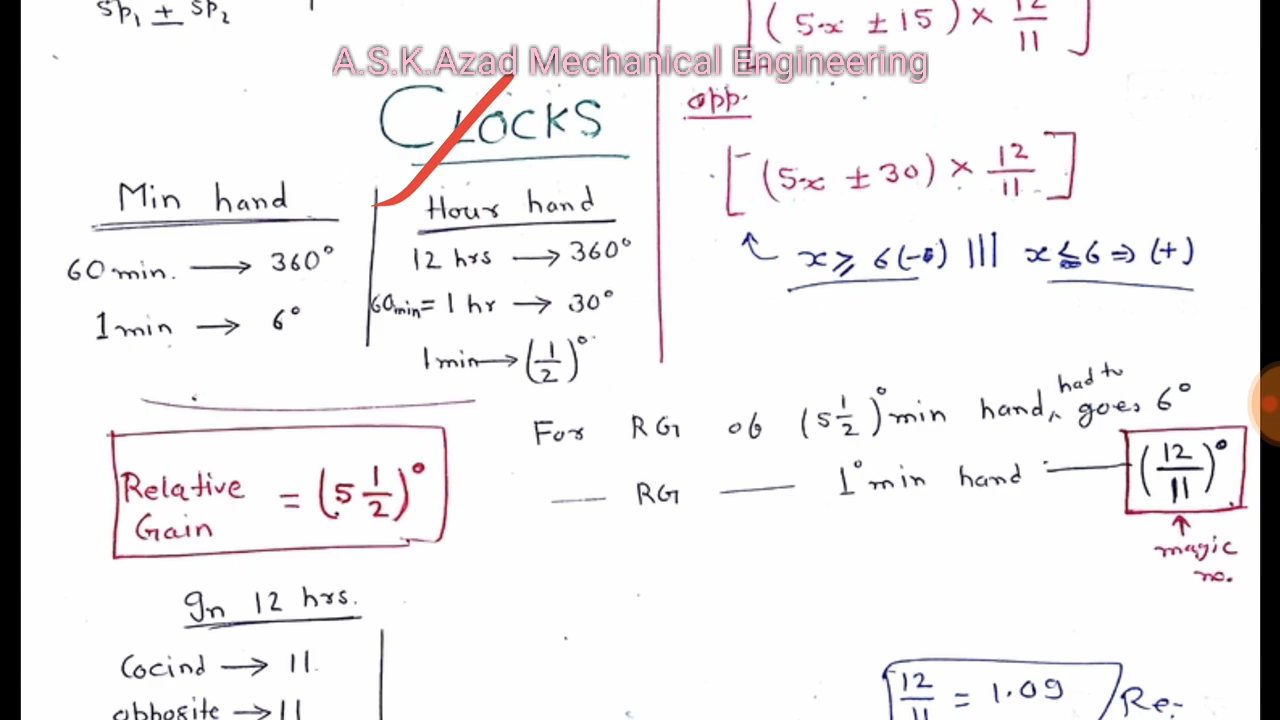 SP₁ ± SP₂
A.S.K.Azad Mechanical Engineering
CLOCKS
Min hand
60 min. → 360°
1 min → 6°
Hour hand
12 hrs → 360°
60min = 1 hr → 30°
1 min → (1/2)°
Relative Gain = (5 1/2)°
In 12 hrs.
Cocind → 11.
opposite → 11
[(5x ± 15) × 12/11]
opp.
[(5x ± 30) × 12/11]
x ≥ 6 (-) ||| x ≤ 6 ⇒ (+)
had to
For RG of (5 1/2)° min hand ^ goes 6°
— RG — 1° min hand — (12/11)°
magic
no.
12/11 = 1.09 / Re:-